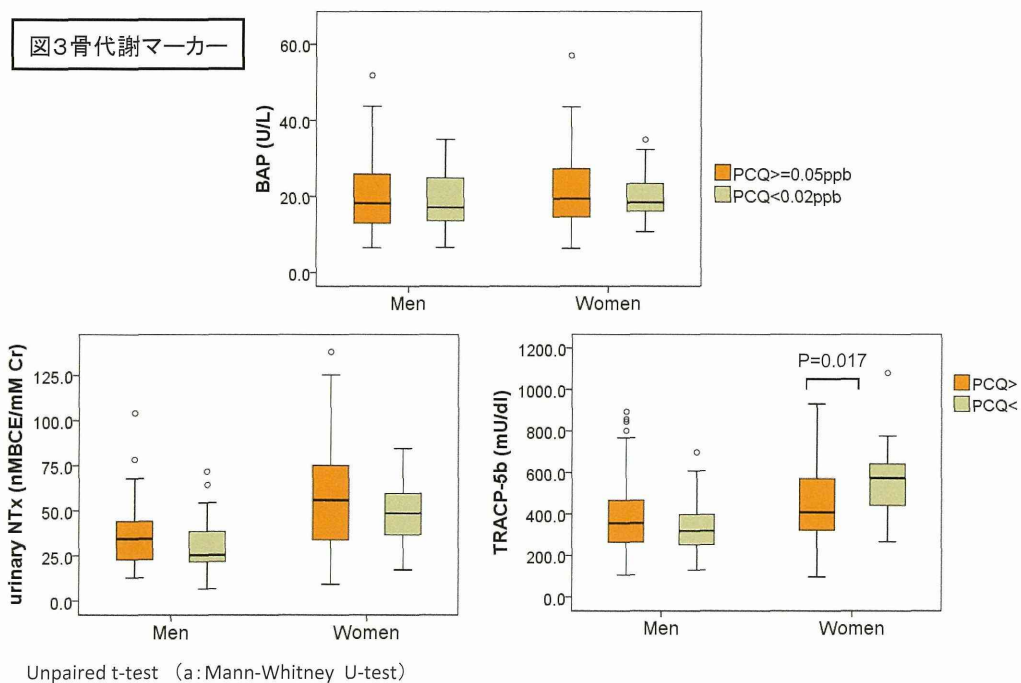 図3骨代謝マーカー
BAP (U/L)
60.0
40.0
20.0
0.0
Men
Women
PCQ>=0.05ppb
PCQ<0.02ppb
urinary NTx (nMBCE/mM Cr)
125.0
100.0
75.0
50.0
25.0
0.0
Men
Women
TRACP-5b (mU/dl)
1200.0
1000.0
800.0
600.0
400.0
200.0
0.0
P=0.017
Men
Women
PCQ>
PCQ<
Unpaired t-test （a：Mann-Whitney U-test）